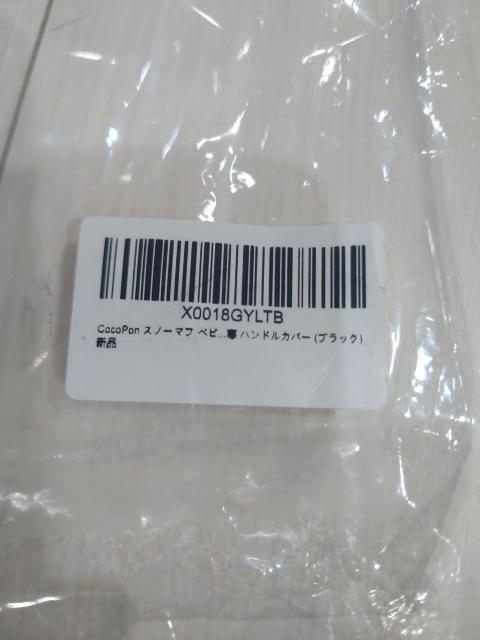 X0018GYLTB
CocoPon スノーマフ ベビ...寒 ハンドルカバー (ブラック)
新品